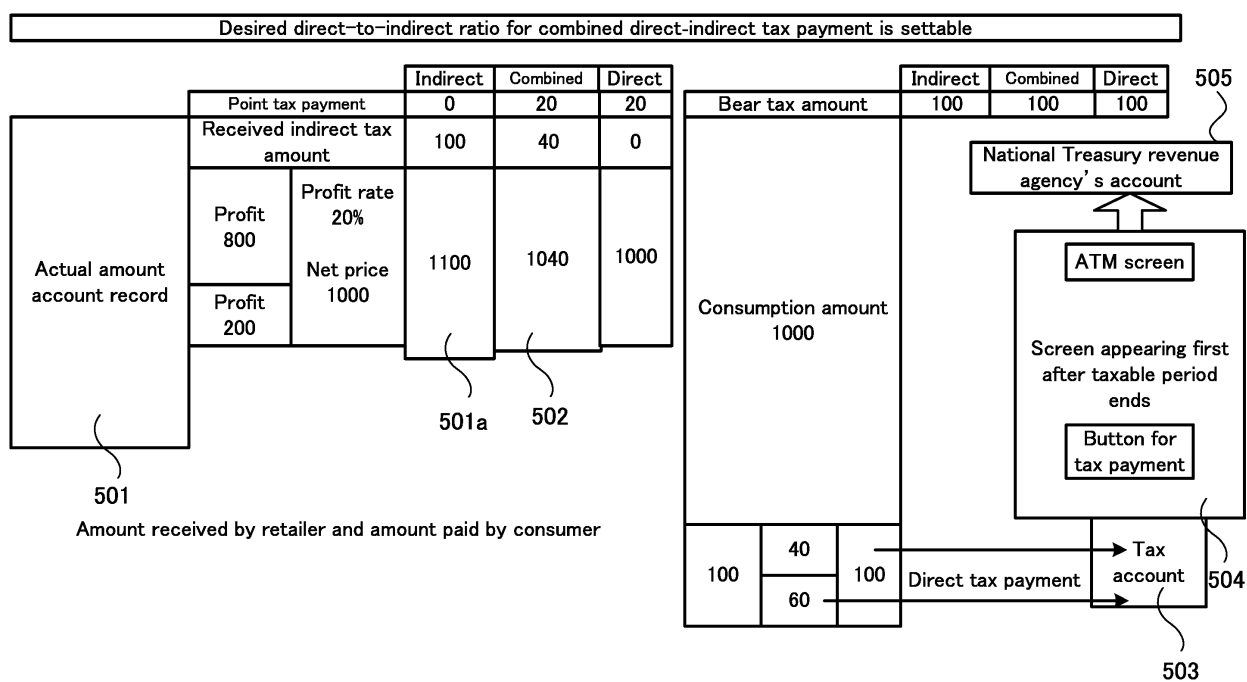 Desired direct-to-indirect ratio for combined direct-indirect tax payment is settable
Indirect Combined Direct
Point tax payment 0 20 20
Received indirect tax
amount
100 40 0
Profit
800
Profit rate
20%
Net price
1000
Profit
200
1100 1040 1000
Actual amount
account record
501a
502
501
Amount received by retailer and amount paid by consumer
Indirect Combined Direct
Bear tax amount 100 100 100
505
National Treasury revenue
agency's account
ATM screen
Consumption amount
1000
Screen appearing first
after taxable period
ends
Button for
tax payment
100 40 60 100
Direct tax payment
Tax
account
504
503